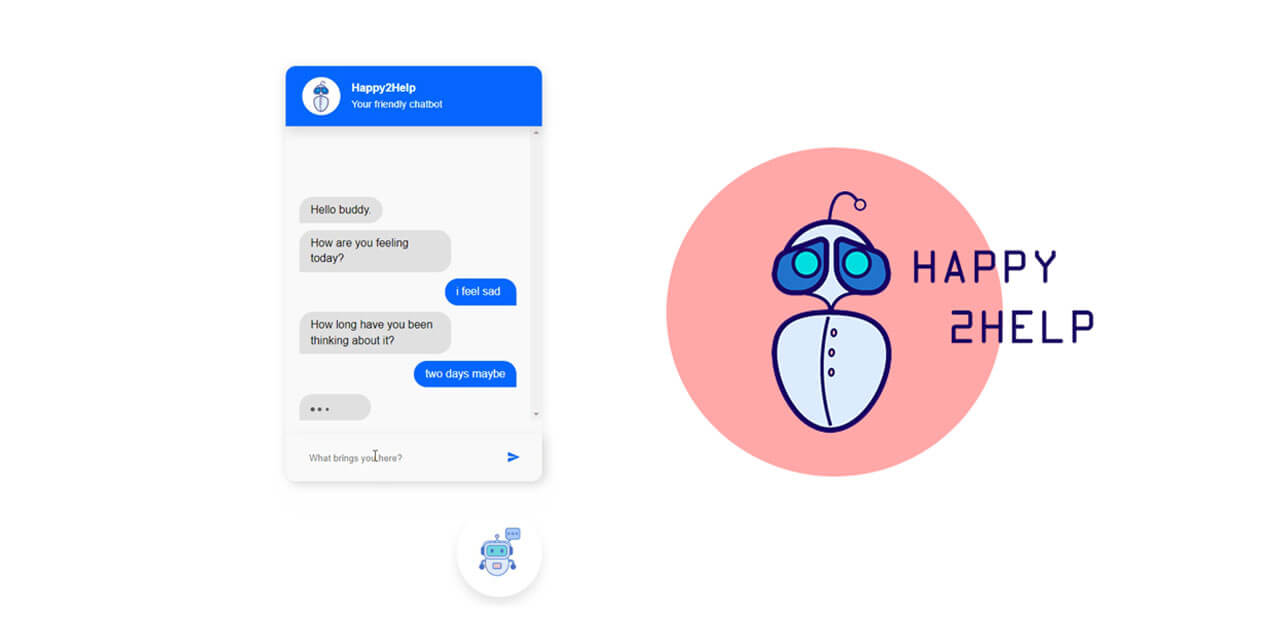 Happy2Help
Your friendly chatbot
Hello buddy.
How are you feeling
today?
i feel sad
How long have you been
thinking about it?
two days maybe
What brings you here?
HAPPY
2HELP